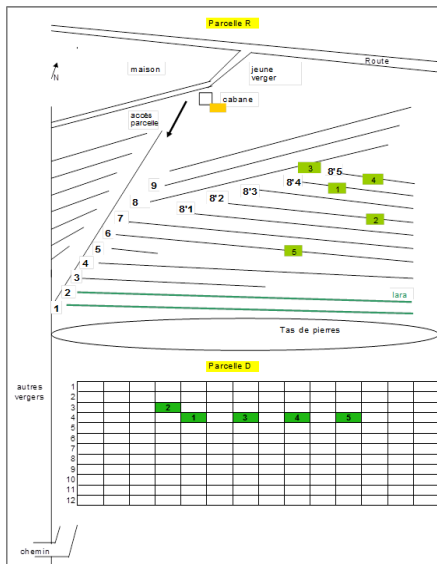 Parcelle R
Route
maison
jeune
verger
N
cabane
accès
parcelle
3
8'5
4
8'4
1
9
8'3
8'2
8
8'1
2
7
6
5
5
4
3
2
lara
1
Tas de pierres
Parcelle D
autres
vergers
1
2
3
2
4
1
3
4
5
5
6
7
8
9
10
11
12
chemin